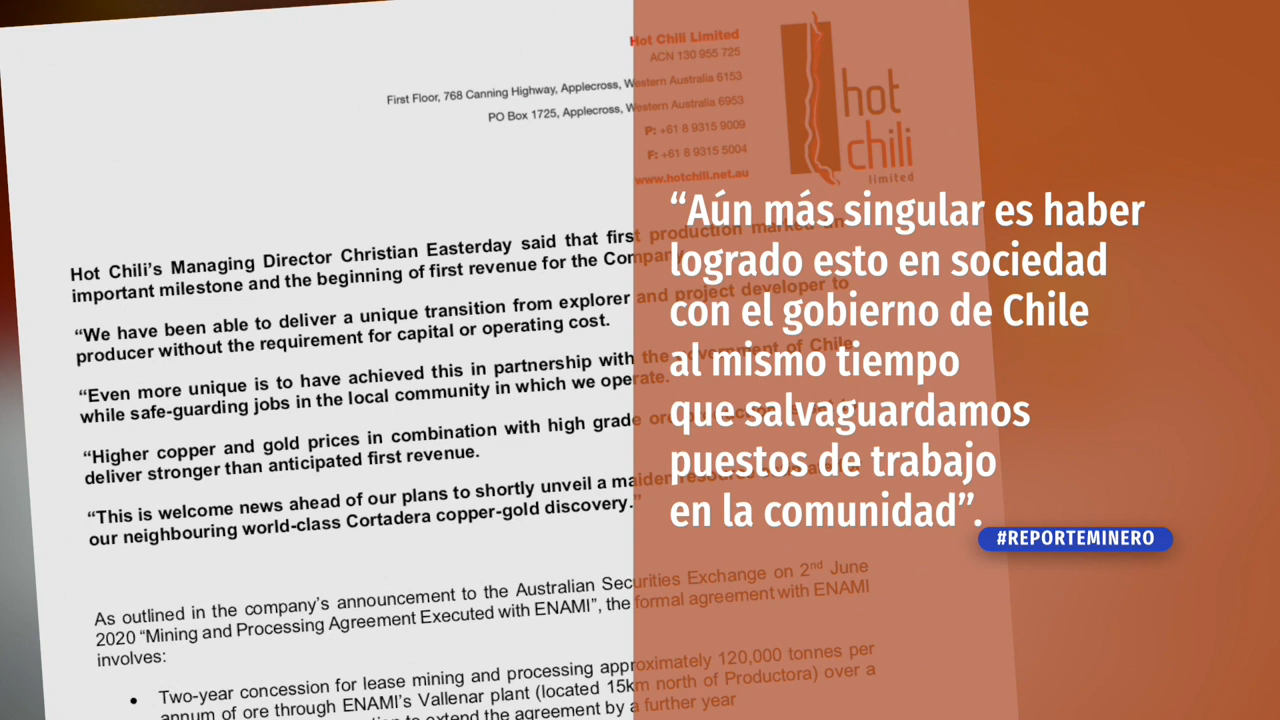 Hot Chili Limited
ACN 130 955 725
First Floor, 768 Canning Highway, Applecross, Western Australia 6153
PO Box 1725, Applecross, Western Australia 6953
P: +61 8 9315 9009
F: +61 8 9315 5004
www.hotchili.net.au
hot
chili
limited
Hot Chili’s Managing Director Christian Easterday said that first production marked an
important milestone and the beginning of first revenue for the Company.
“We have been able to deliver a unique transition from explorer and project developer to
producer without the requirement for capital or operating cost.
“Even more unique is to have achieved this in partnership with the government of Chile
while safe-guarding jobs in the local community in which we operate.
“Higher copper and gold prices in combination with high grade ore
deliver stronger than anticipated first revenue.
“This is welcome news ahead of our plans to shortly unveil a maiden resource
our neighbouring world-class Cortadera copper-gold discovery.”
As outlined in the company’s announcement to the Australian Securities Exchange on 2nd June
2020 “Mining and Processing Agreement Executed with ENAMI”, the formal agreement with ENAMI
involves:
• Two-year concession for lease mining and processing approximately 120,000 tonnes per
annum of ore through ENAMI’s Vallenar plant (located 15km north of Productora) over a
to extend the agreement by a further year
“Aún más singular es haber
logrado esto en sociedad
con el gobierno de Chile
al mismo tiempo
que salvaguardamos
puestos de trabajo
en la comunidad”.
#REPORTEMINERO